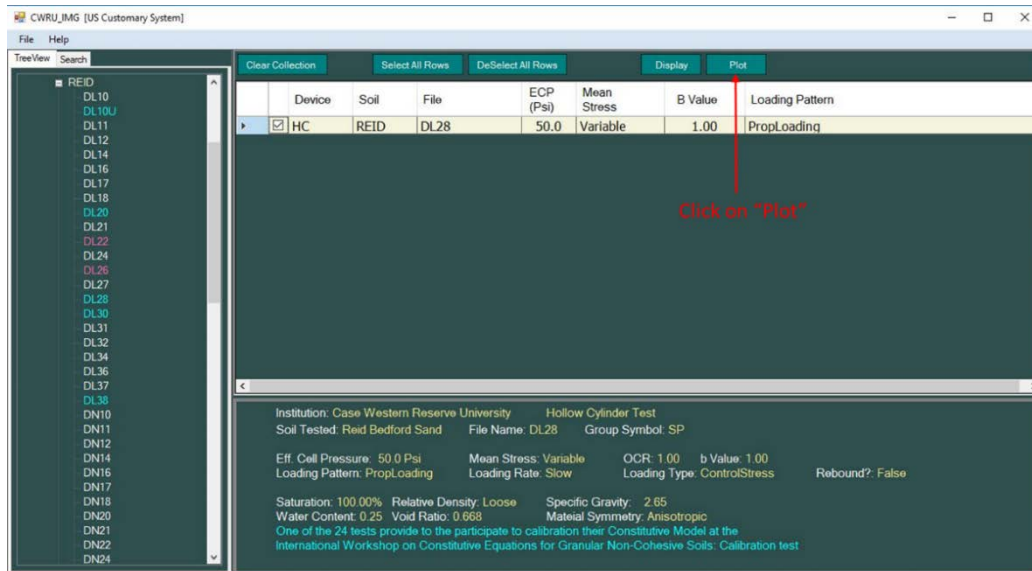 CWRU_IMG [US Customary System]
File Help
TreeView Search
Clear Collection Select All Rows DeSelect All Rows Display Plot
REID
DL10
DL10U
DL11
DL12
DL14
DL16
DL17
DL18
DL20
DL21
DL22
DL24
DL26
DL27
DL28
DL30
DL31
DL32
DL34
DL36
DL37
DL38
DN10
DN11
DN12
DN14
DN16
DN17
DN18
DN20
DN21
DN22
DN24
Device Soil File ECP (Psi) Mean Stress B Value Loading Pattern
HC REID DL28 50.0 Variable 1.00 PropLoading
Click on "Plot"
Institution: Case Western Reserve University Hollow Cylinder Test
Soil Tested: Reid Bedford Sand File Name: DL28 Group Symbol: SP
Eff. Cell Pressure: 50.0 Psi Mean Stress: Variable OCR: 1.00 b Value: 1.00
Loading Pattern: PropLoading Loading Rate: Slow Loading Type: ControlStress Rebound?: False
Saturation: 100.00% Relative Density: Loose Specific Gravity: 2.65
Water Content: 0.25 Void Ratio: 0.668 Mateial Symmetry: Anisotropic
One of the 24 tests provide to the participate to calibration their Constitutive Model at the
International Workshop on Constitutive Equations for Granular Non-Cohesive Soils: Calibration test